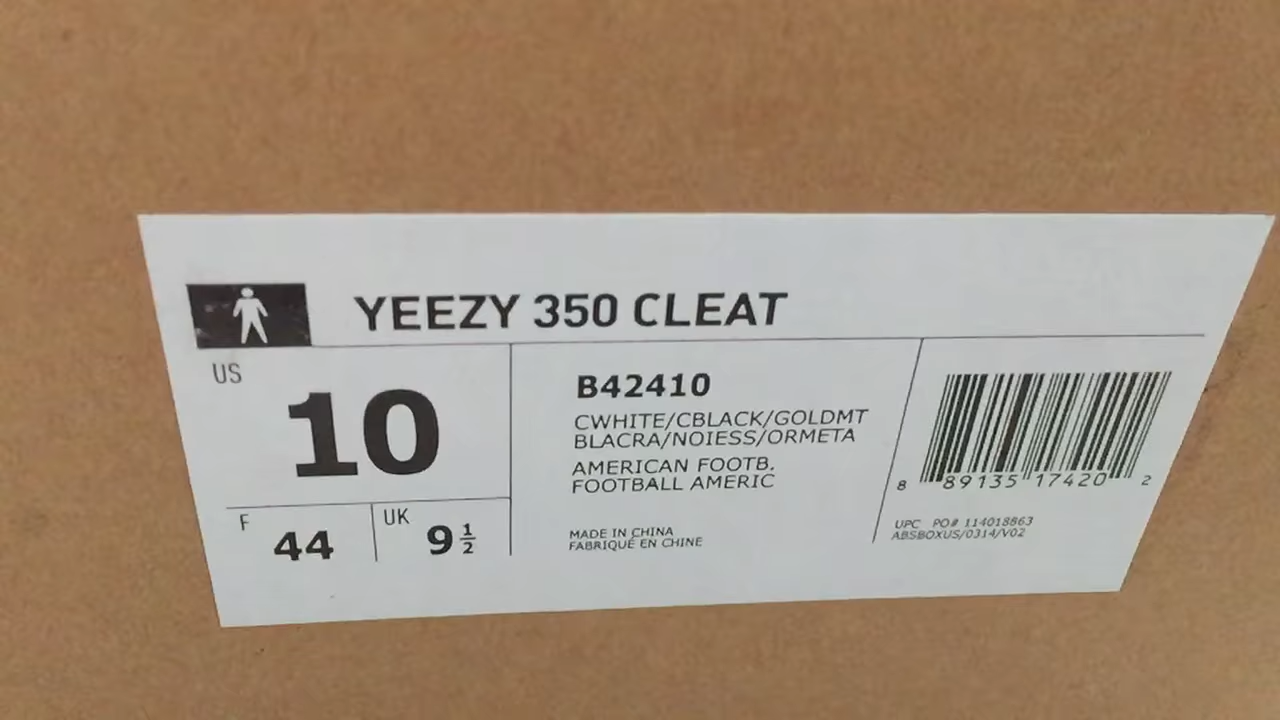 YEEZY 350 CLEAT
US
10
F
44
UK
9 1/2
B42410
CWHITE/CBLACK/GOLDMT
BLACRA/NOIESS/ORMETA
AMERICAN FOOTB.
FOOTBALL AMERIC
MADE IN CHINA
FABRIQUÉ EN CHINE
8 89135 17420 2
UPC PO# 114018863
ABSBOXUS/0314/V02